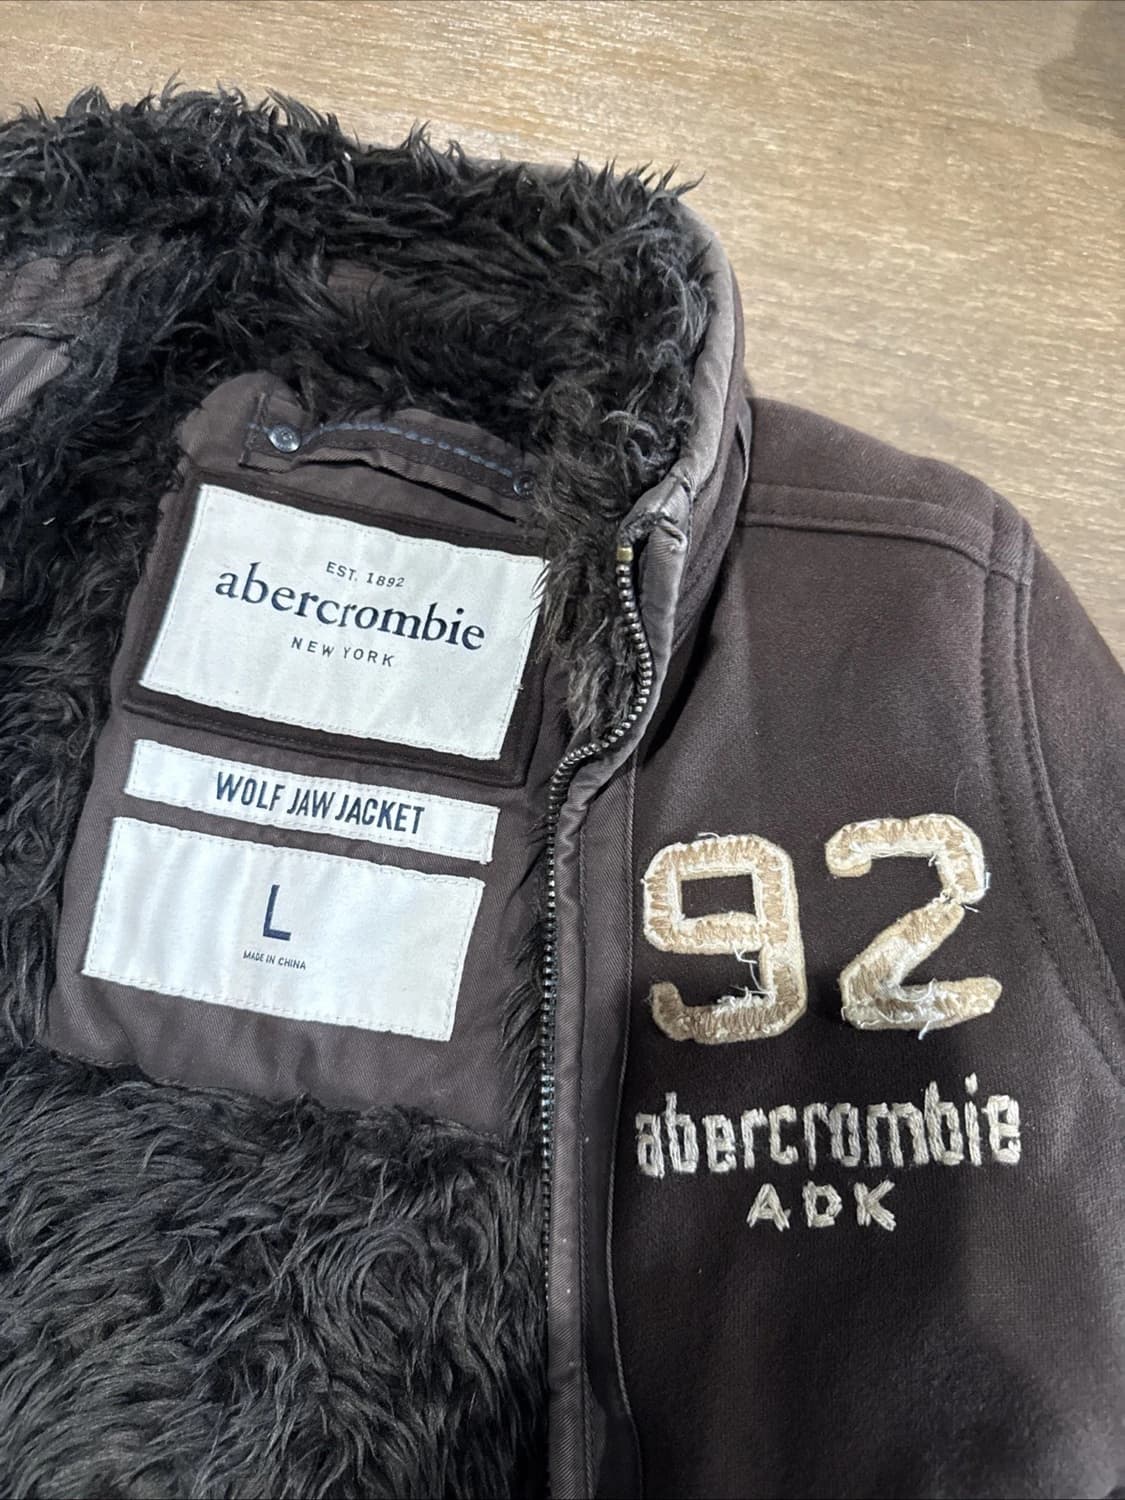 EST. 1892
abercrombie
NEW YORK
WOLF JAW JACKET
L
MADE IN CHINA
92
abercrombie
ADK